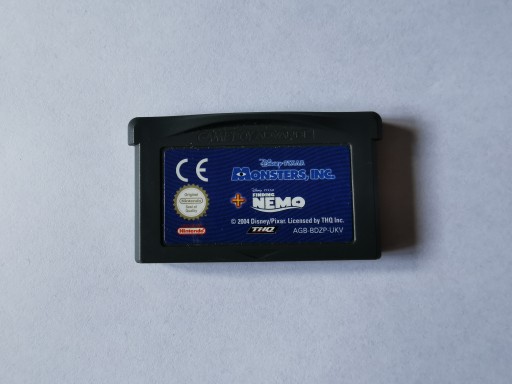 GAME BOY ADVANCE
CE
Disney·PIXAR
MONSTERS, INC.
Original
Nintendo
Seal of
Quality
+
Disney·PIXAR
FINDING
NEMO
© 2004 Disney/Pixar. Licensed by THQ Inc.
Nintendo
THQ
AGB-BDZP-UKV